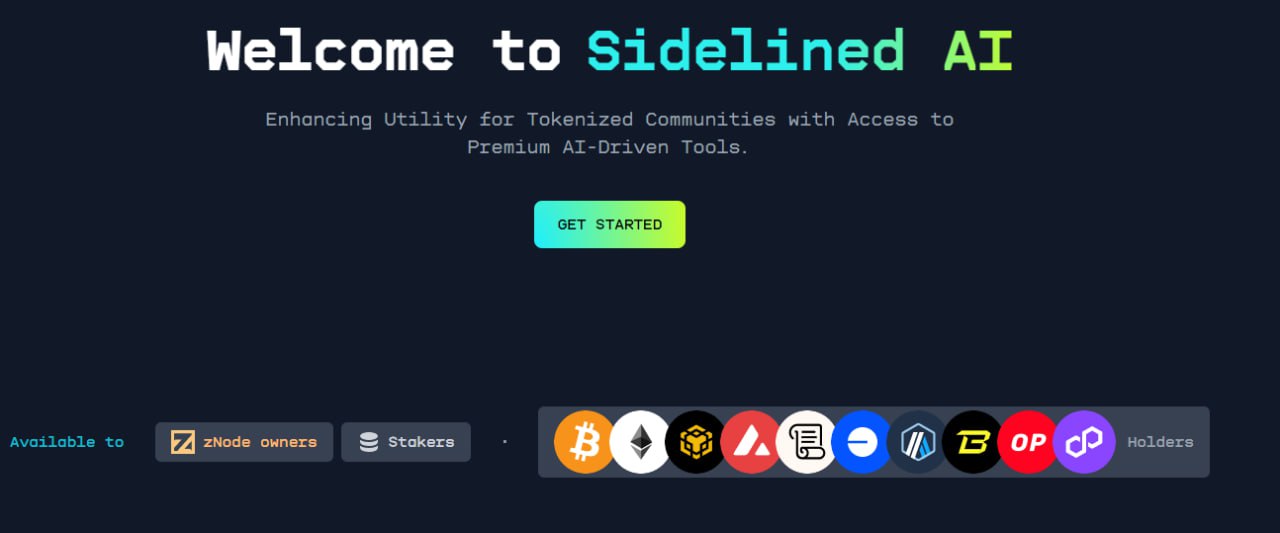 Welcome to Sidelined AI
Enhancing Utility for Tokenized Communities with Access to
Premium AI-Driven Tools.
GET STARTED
Available to zNode owners Stakers · OP Holders